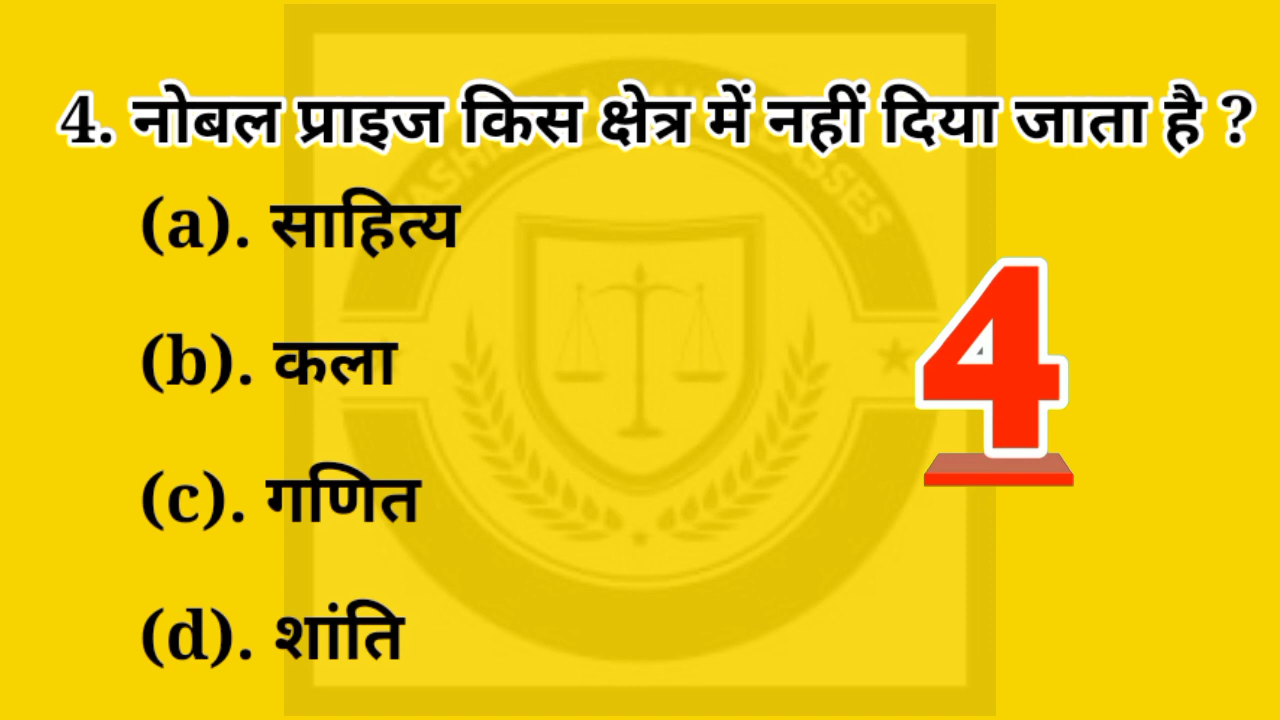 4. नोबल प्राइज किस क्षेत्र में नहीं दिया जाता है ?
(a). साहित्य
(b). कला
4
(c). गणित
(d). शांति